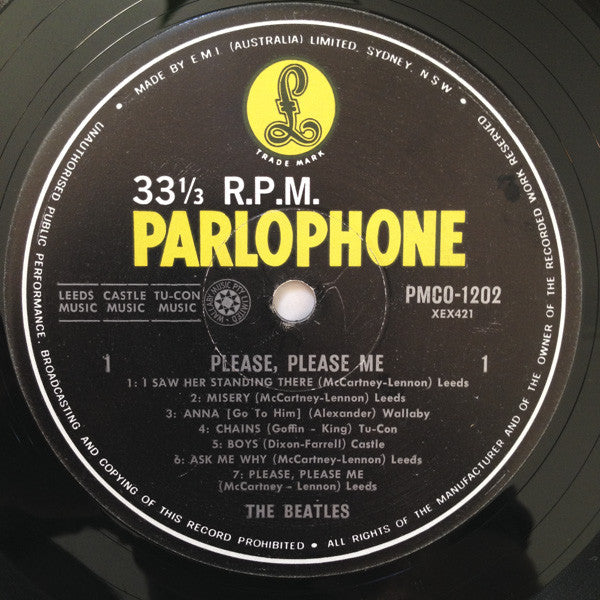 MADE BY E.M.I. (AUSTRALIA) LIMITED, SYDNEY, N.S.W.
£
TRADE MARK
33⅓ R.P.M.
PARLOPHONE
LEEDS MUSIC
CASTLE MUSIC
TU-CON MUSIC
PMCO-1202
XEX421
1 PLEASE, PLEASE ME 1
1: I SAW HER STANDING THERE (McCartney-Lennon) Leeds
2: MISERY (McCartney-Lennon) Leeds
3: ANNA [Go To Him] (Alexander) Wallaby
4: CHAINS (Goffin - King) Tu-Con
5: BOYS (Dixon-Farrell) Castle
6: ASK ME WHY (McCartney-Lennon) Leeds
7: PLEASE, PLEASE ME
(McCartney - Lennon) Leeds
THE BEATLES
UNAUTHORISED PUBLIC PERFORMANCE, BROADCASTING AND COPYING OF THIS RECORD PROHIBITED • ALL RIGHTS OF THE MANUFACTURER AND OF THE OWNER OF THE RECORDED WORK RESERVED